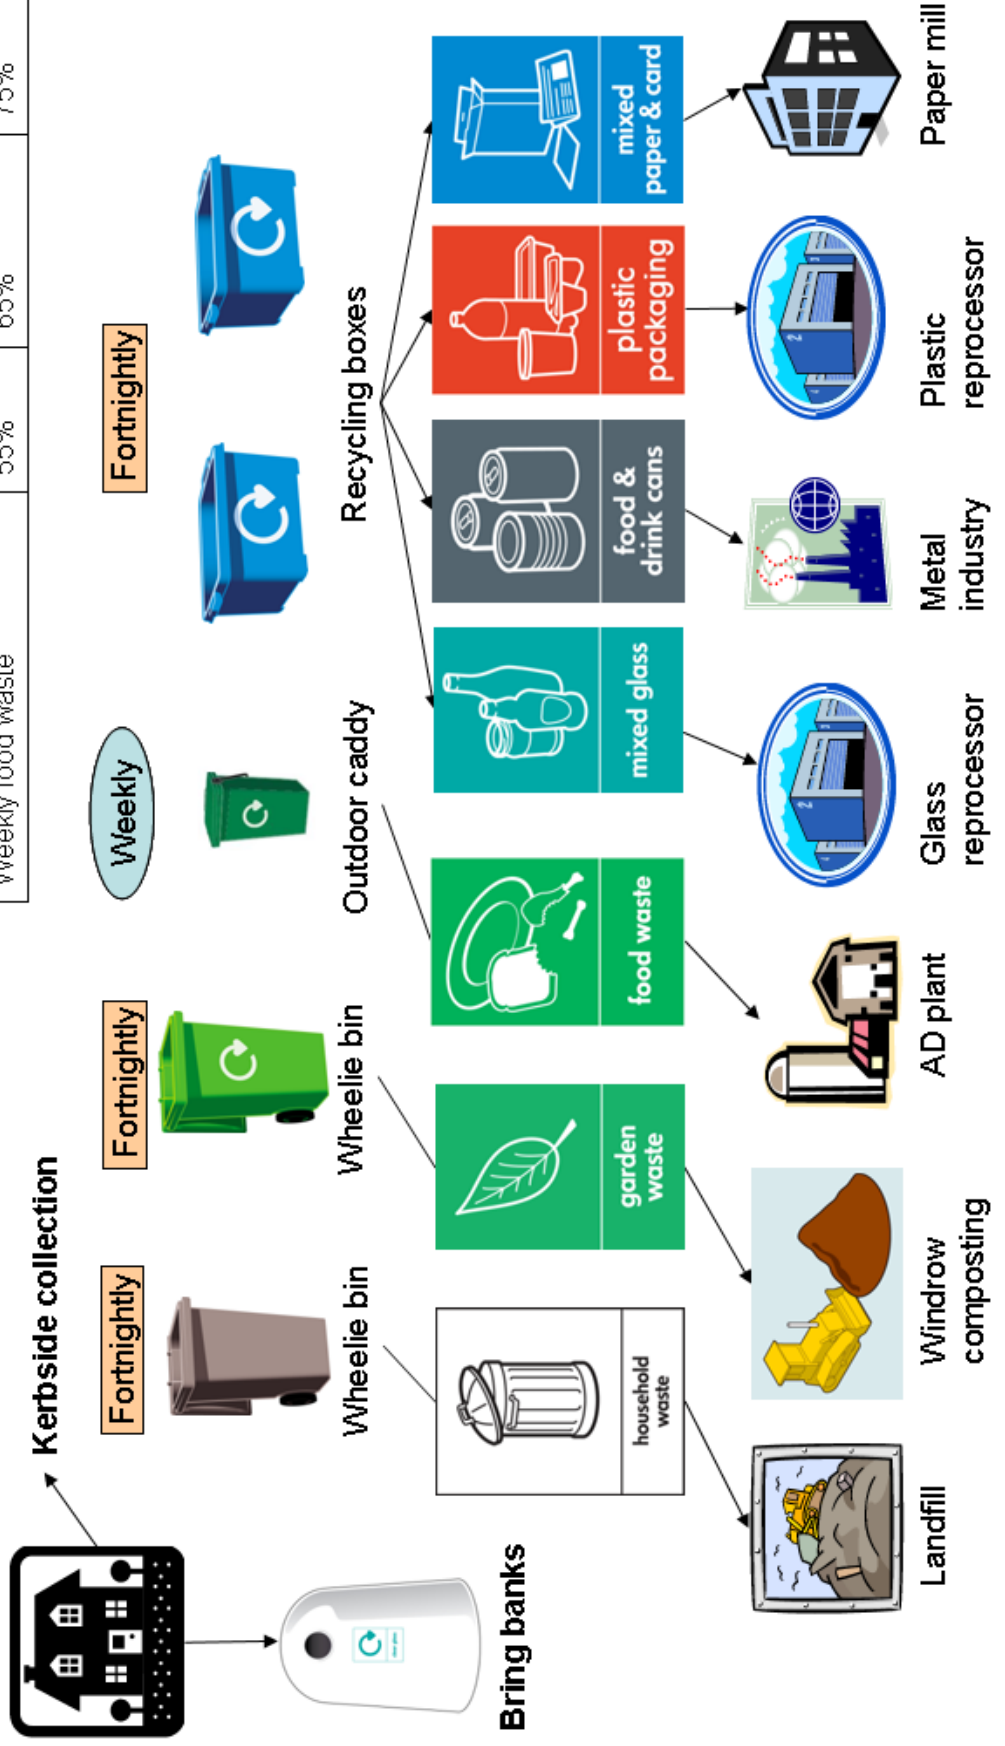 Weekly food waste 55% 65% 75%
Kerbside collection
Fortnightly
Fortnightly
Weekly
Fortnightly
Wheelie bin
Wheelie bin
Outdoor caddy
Recycling boxes
household
waste
garden
waste
food waste
mixed glass
food &
drink cans
plastic
packaging
mixed
paper & card
Bring banks
Landfill
Windrow
composting
AD plant
Glass
reprocessor
Metal
industry
Plastic
reprocessor
Paper mill